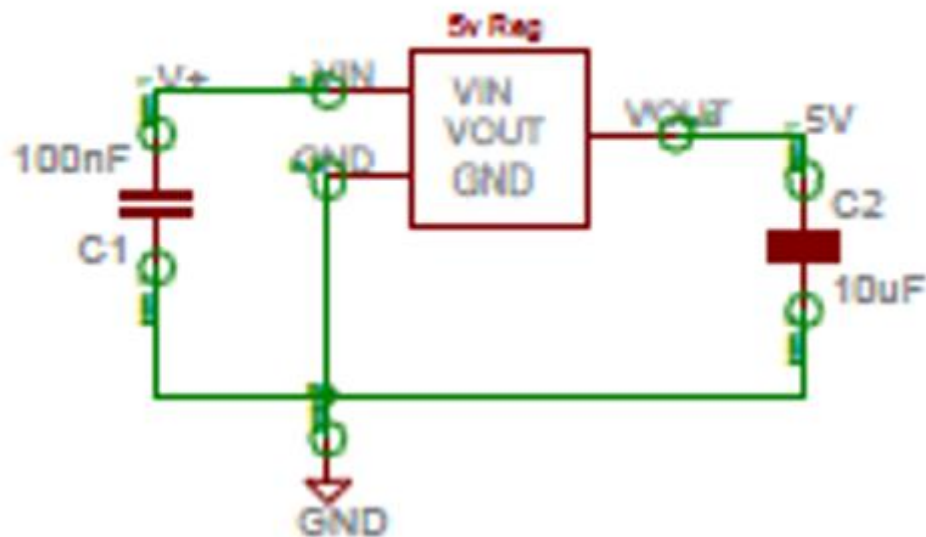 5v Reg
V+
VIN
VIN
VOUT
VOUT
5V
100nF
GND
GND
C2
C1
10uF
GND